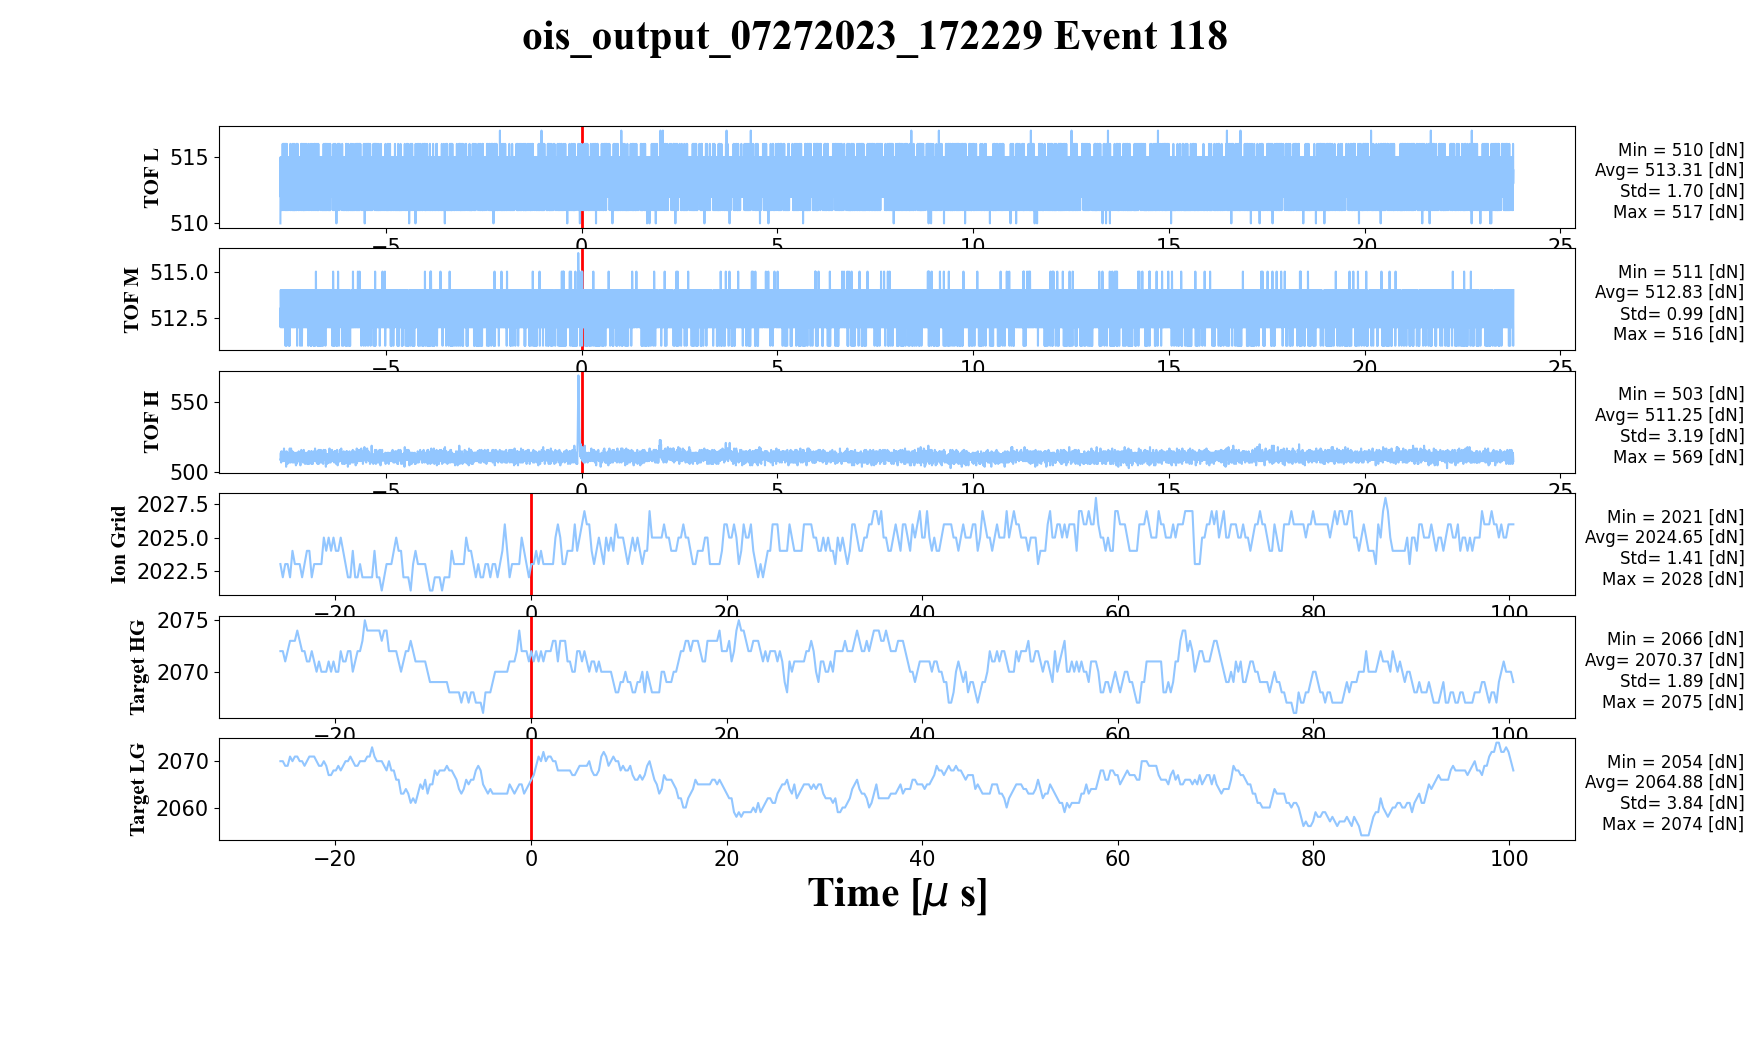 ois_output_07272023_172229 Event 118
TOF L
515
510
−5 0 5 10 15 20 25
Min = 510 [dN]
Avg= 513.31 [dN]
Std= 1.70 [dN]
Max = 517 [dN]
TOF M
515.0
512.5
−5 0 5 10 15 20 25
Min = 511 [dN]
Avg= 512.83 [dN]
Std= 0.99 [dN]
Max = 516 [dN]
TOF H
550
500
−5 0 5 10 15 20 25
Min = 503 [dN]
Avg= 511.25 [dN]
Std= 3.19 [dN]
Max = 569 [dN]
Ion Grid
2027.5
2025.0
2022.5
−20 0 20 40 60 80 100
Min = 2021 [dN]
Avg= 2024.65 [dN]
Std= 1.41 [dN]
Max = 2028 [dN]
Target HG
2075
2070
−20 0 20 40 60 80 100
Min = 2066 [dN]
Avg= 2070.37 [dN]
Std= 1.89 [dN]
Max = 2075 [dN]
Target LG
2070
2060
−20 0 20 40 60 80 100
Min = 2054 [dN]
Avg= 2064.88 [dN]
Std= 3.84 [dN]
Max = 2074 [dN]
Time [μ s]